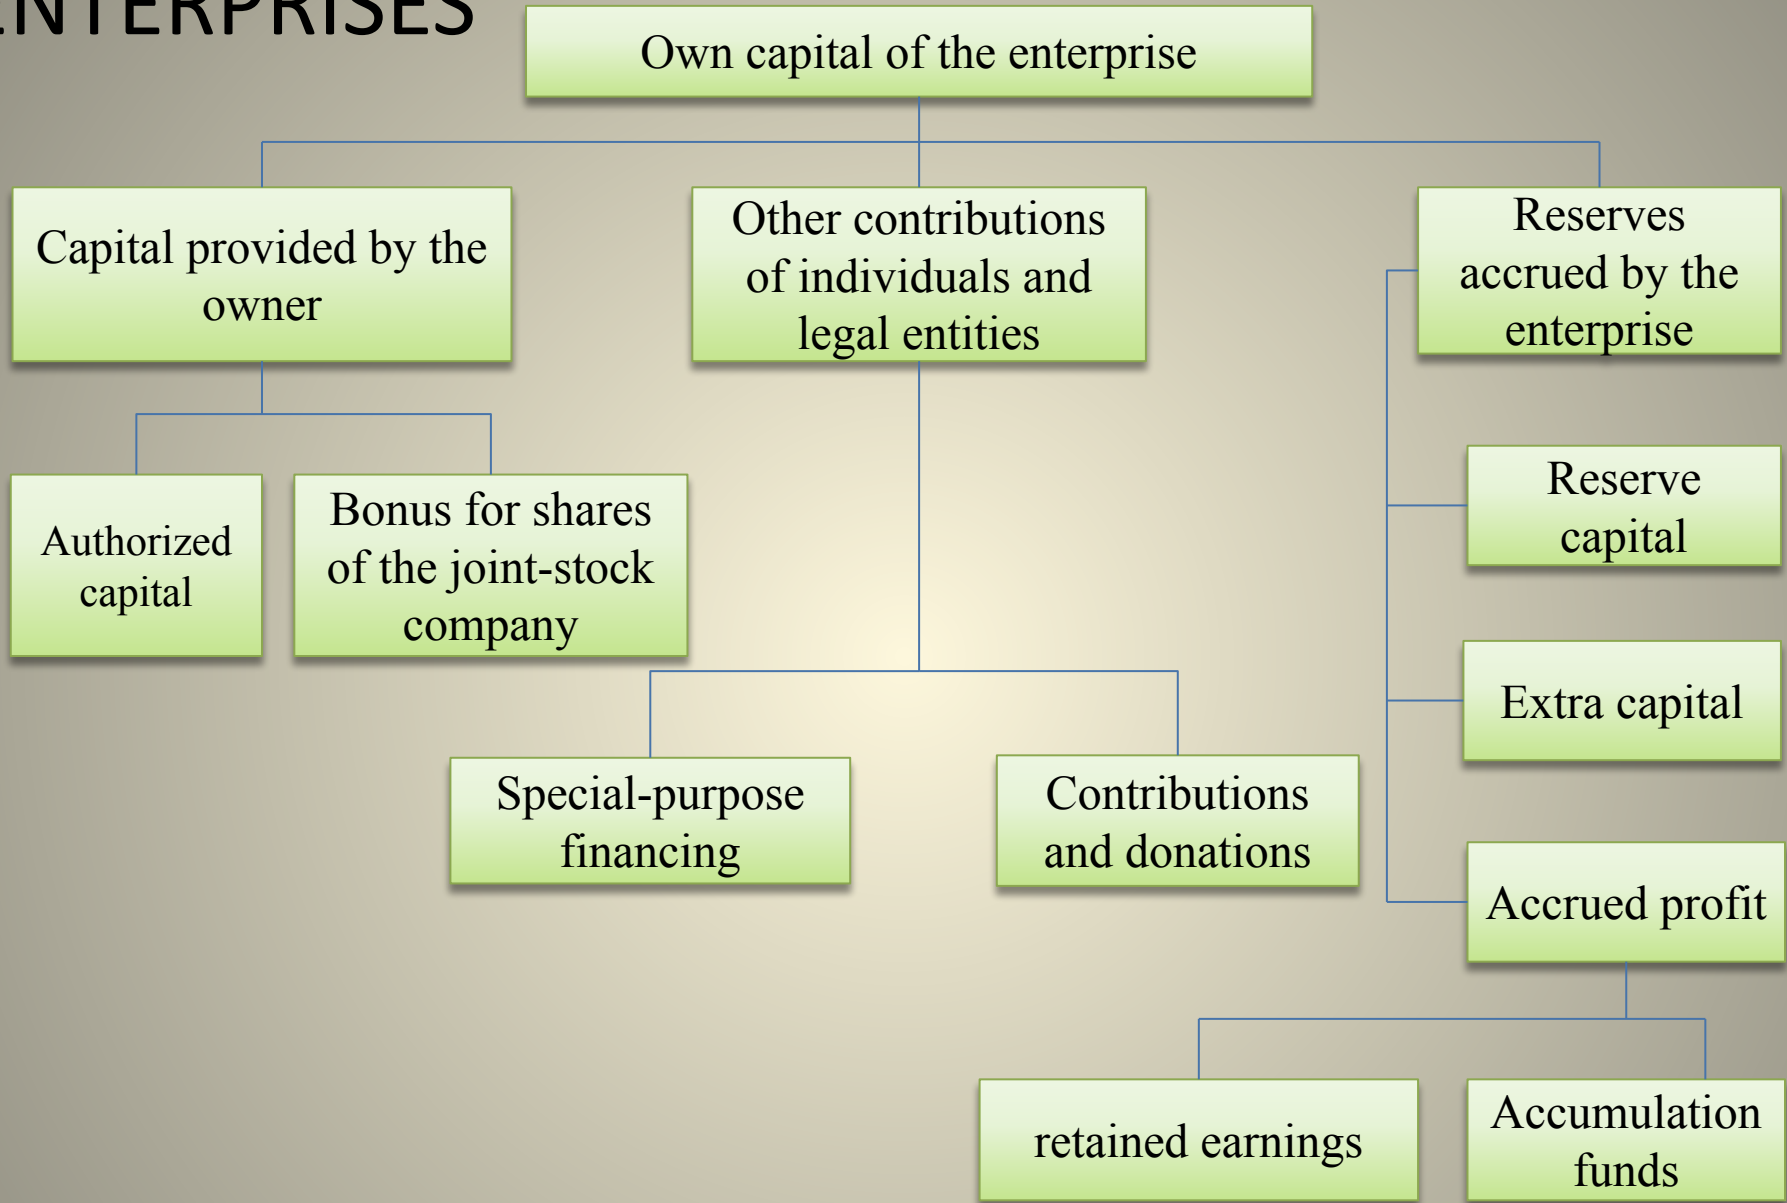 ENTERPRISES
Own capital of the enterprise
Capital provided by the
owner
Other contributions
of individuals and
legal entities
Reserves
accrued by the
enterprise
Authorized
capital
Bonus for shares
of the joint-stock
company
Reserve
capital
Extra capital
Special-purpose
financing
Contributions
and donations
Accrued profit
retained earnings
Accumulation
funds